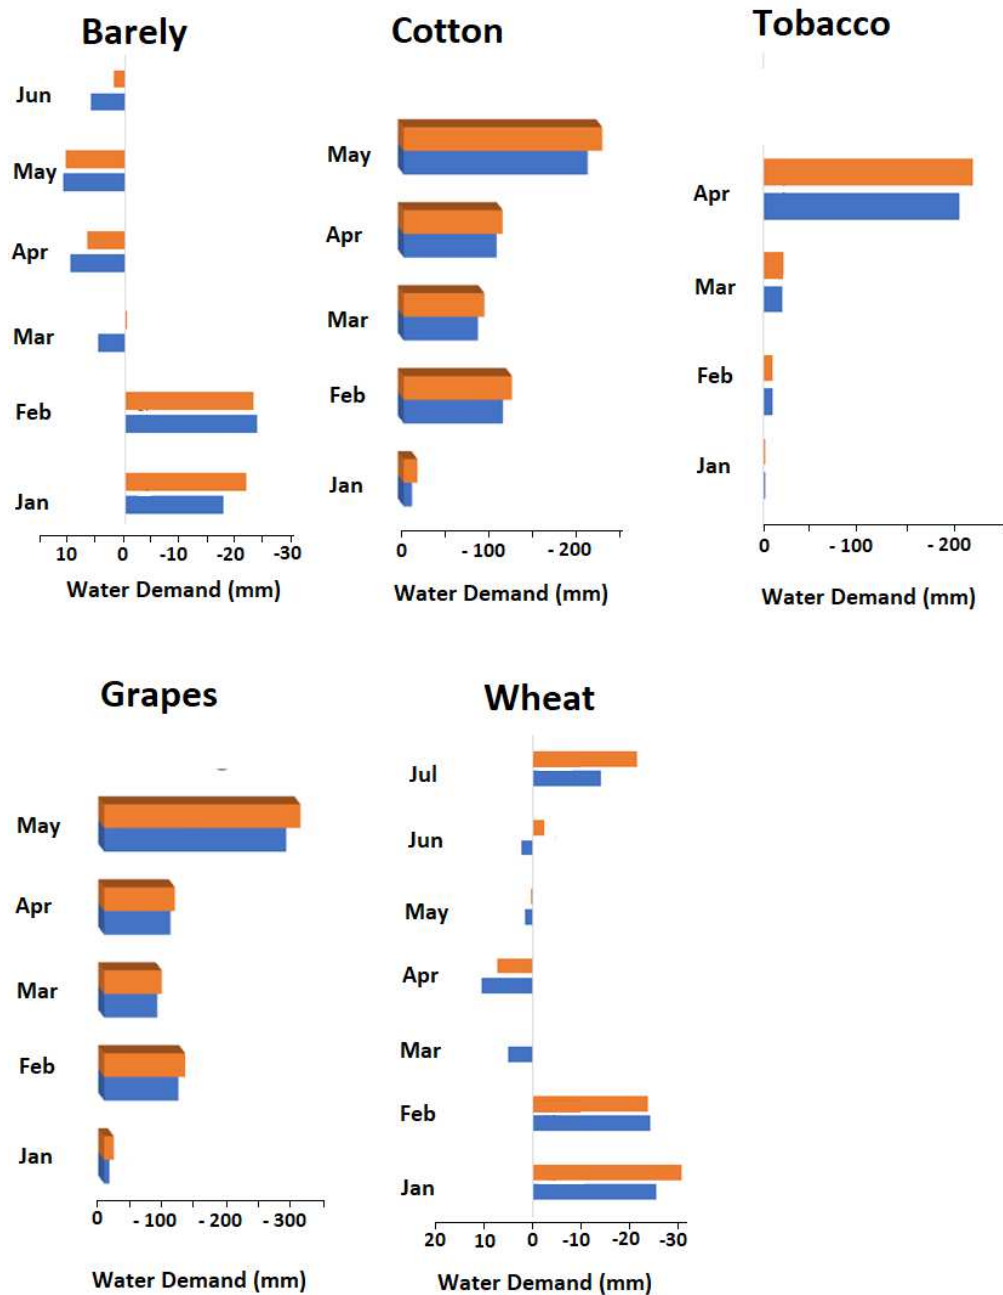 Barely
Jun
May
Apr
Mar
Feb
Jan
10 0 -10 -20 -30
Water Demand (mm)
Cotton
May
Apr
Mar
Feb
Jan
0 - 100 - 200
Water Demand (mm)
Tobacco
Apr
Mar
Feb
Jan
0 - 100 - 200
Water Demand (mm)
Grapes
May
Apr
Mar
Feb
Jan
0 - 100 - 200 - 300
Water Demand (mm)
Wheat
Jul
Jun
May
Apr
Mar
Feb
Jan
20 10 0 -10 -20 -30
Water Demand (mm)